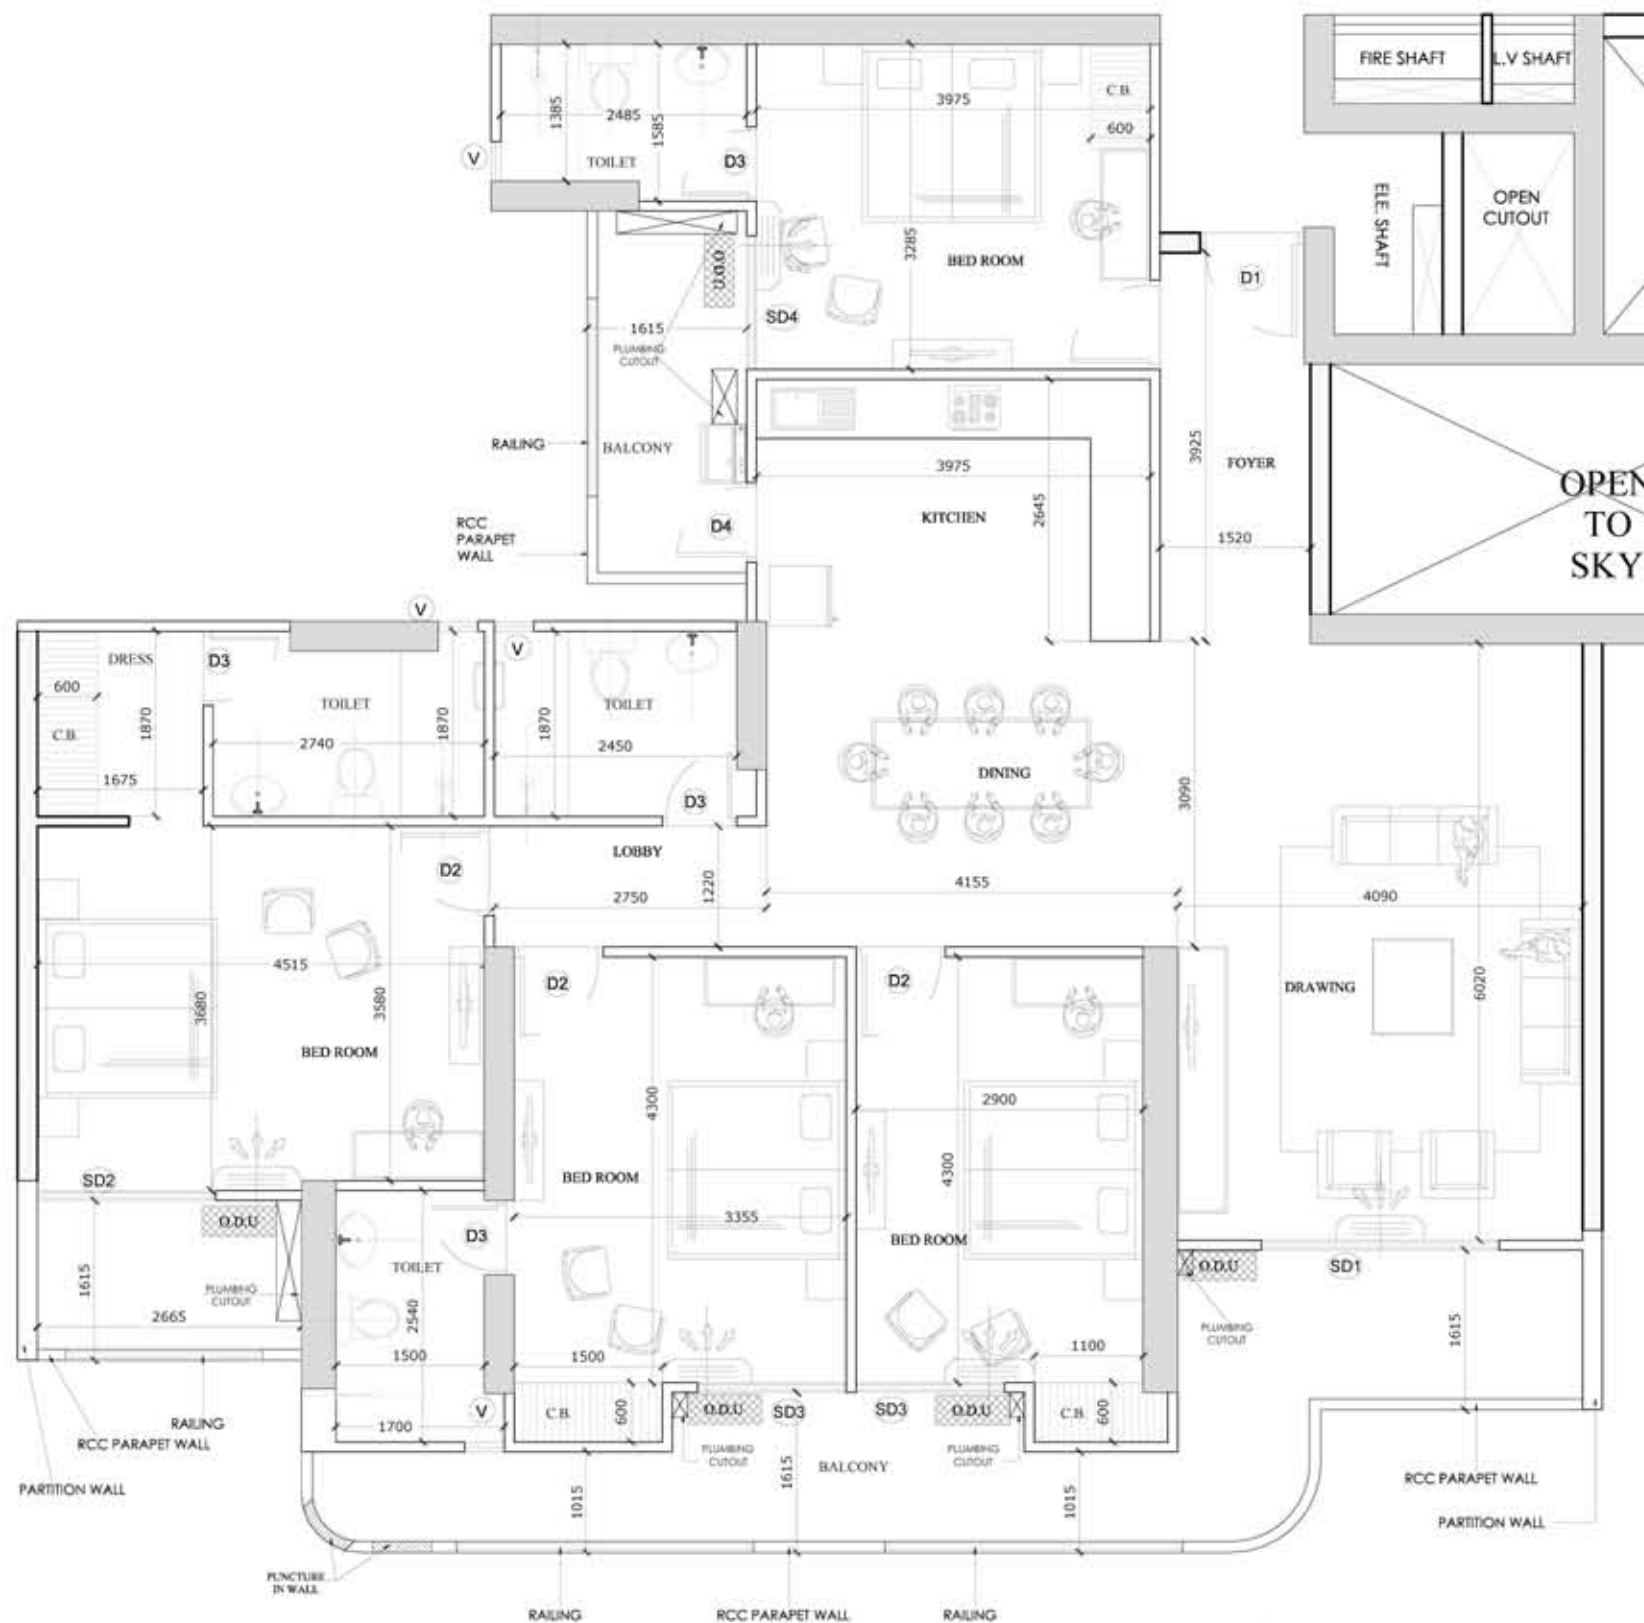 FIRE SHAFT
L.V SHAFT
1385
2485
1585
3975
C.B.
600
V
TOILET
D3
ELE. SHAFT
OPEN
CUTOUT
O.D.U
3285
BED ROOM
D1
SD4
1615
PLUMBING
CUTOUT
RAILING
BALCONY
3975
2645
3925
FOYER
KITCHEN
OPEN
TO
SKY
RCC
PARAPET
WALL
D4
1520
V
V
DRESS
D3
600
TOILET
TOILET
C.B.
1870
1870
1870
2740
2450
1675
DINING
3090
D3
LOBBY
D2
1220
2750
4155
4090
4515
D2
D2
3680
3580
DRAWING
6020
BED ROOM
4300
2900
4300
BED ROOM
SD2
O.D.U
3355
D3
BED ROOM
TOILET
O.D.U
SD1
1615
PLUMBING
CUTOUT
2665
2540
PLUMBING
CUTOUT
1615
1500
1500
1100
C.B.
600
O.D.U
SD3
SD3
O.D.U
C.B.
600
V
1700
RAILING
RCC PARAPET WALL
PLUMBING
CUTOUT
1615
BALCONY
PLUMBING
CUTOUT
RCC PARAPET WALL
PARTITION WALL
1015
1015
PARTITION WALL
PUNCTURE
IN WALL
RAILING
RCC PARAPET WALL
RAILING